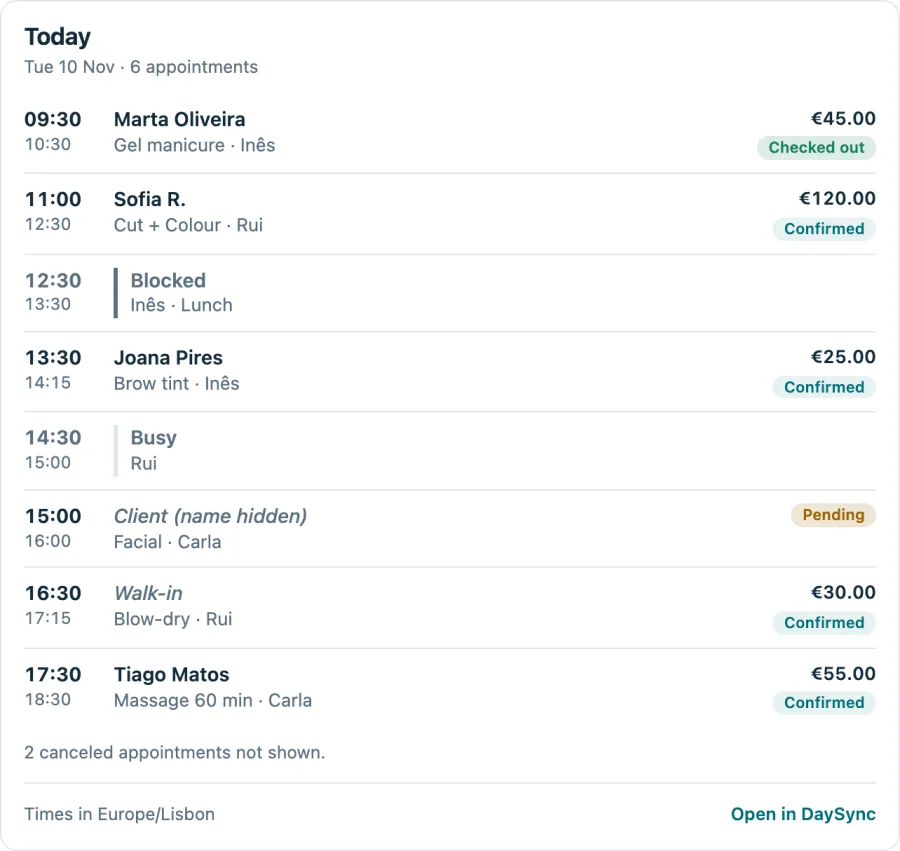 Today
Tue 10 Nov · 6 appointments
09:30 Marta Oliveira €45.00
10:30 Gel manicure · Inês Checked out
11:00 Sofia R. €120.00
12:30 Cut + Colour · Rui Confirmed
12:30 Blocked
13:30 Inês · Lunch
13:30 Joana Pires €25.00
14:15 Brow tint · Inês Confirmed
14:30 Busy
15:00 Rui
15:00 Client (name hidden) Pending
16:00 Facial · Carla
16:30 Walk-in €30.00
17:15 Blow-dry · Rui Confirmed
17:30 Tiago Matos €55.00
18:30 Massage 60 min · Carla Confirmed
2 canceled appointments not shown.
Times in Europe/Lisbon Open in DaySync